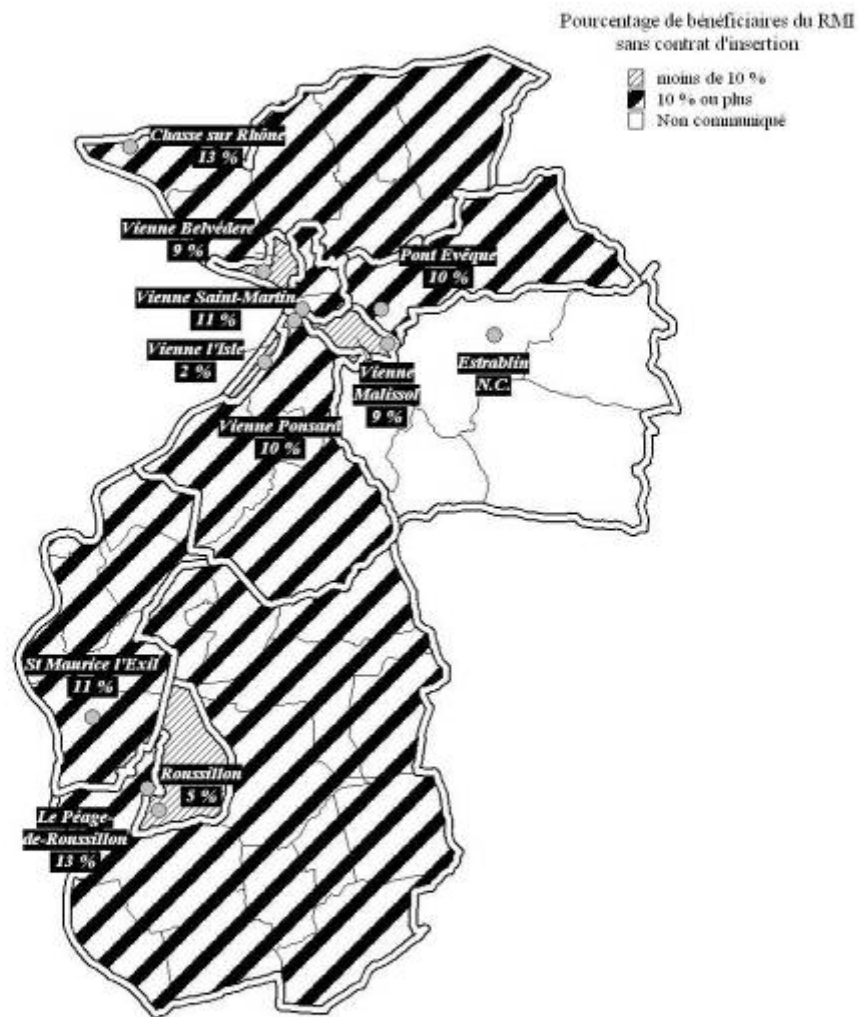 Pourcentage de bénéficiaires du RMI
sans contrat d'insertion
moins de 10 %
10 % ou plus
Non communiqué
Chasse sur Rhône
13 %
Vienne Belvédere
9 %
Pont Evêque
10 %
Vienne Saint-Martin
11 %
Vienne l'Isle
2 %
Estrablin
N.C.
Vienne
Malissol
9 %
Vienne Ponsard
10 %
St Maurice l'Exil
11 %
Roussillon
5 %
Le Péage-
de-Roussillon
13 %